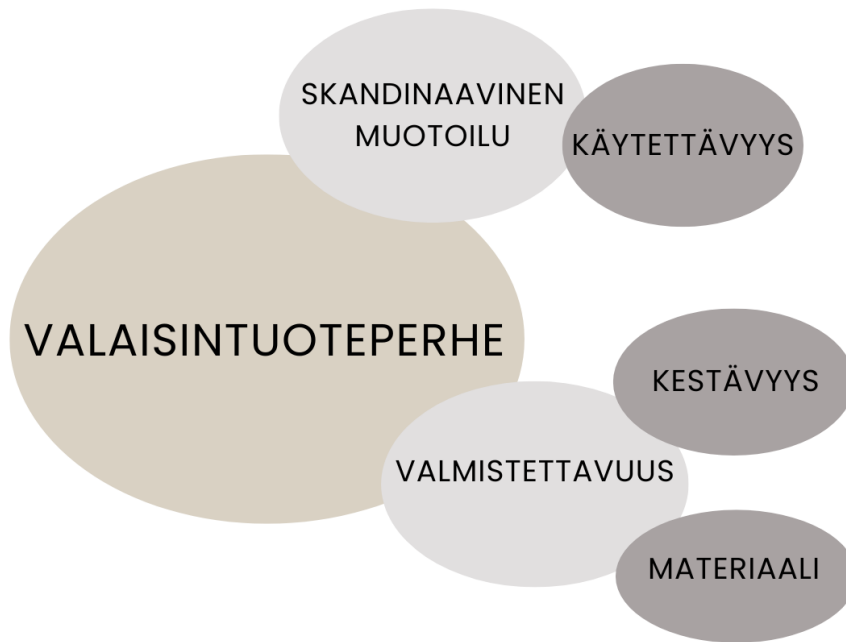 SKANDINAAVINEN
MUOTOILU
KÄYTETTÄVYYS
VALAISINTUOTEPERHE
KESTÄVYYS
VALMISTETTAVUUS
MATERIAALI